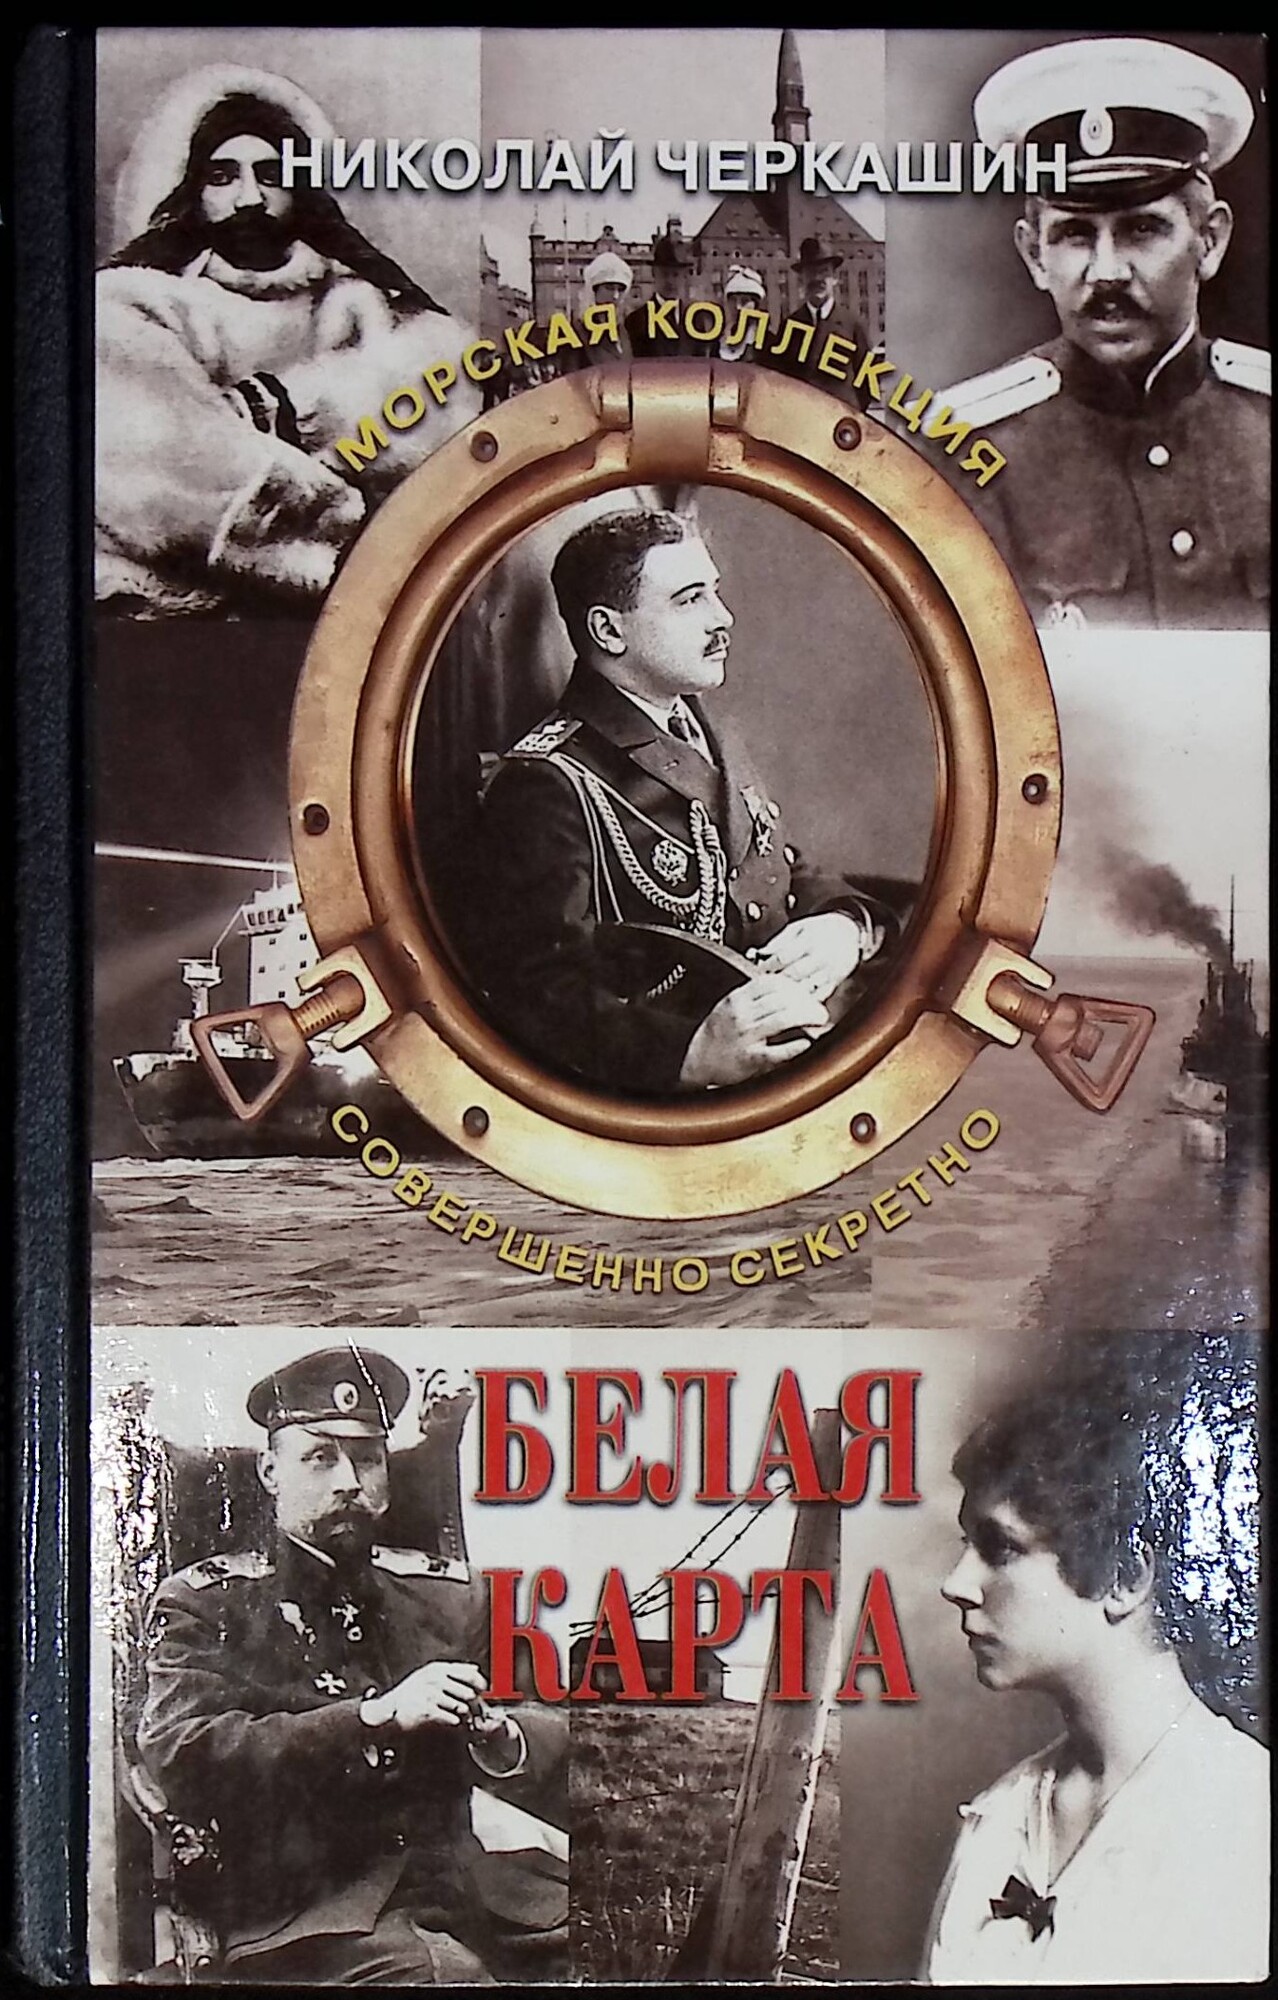 НИКОЛАЙ ЧЕРКАШИН
МОРСКАЯ КОЛЛЕКЦИЯ
СОВЕРШЕННО СЕКРЕТНО
БЕЛАЯ
КАРТА